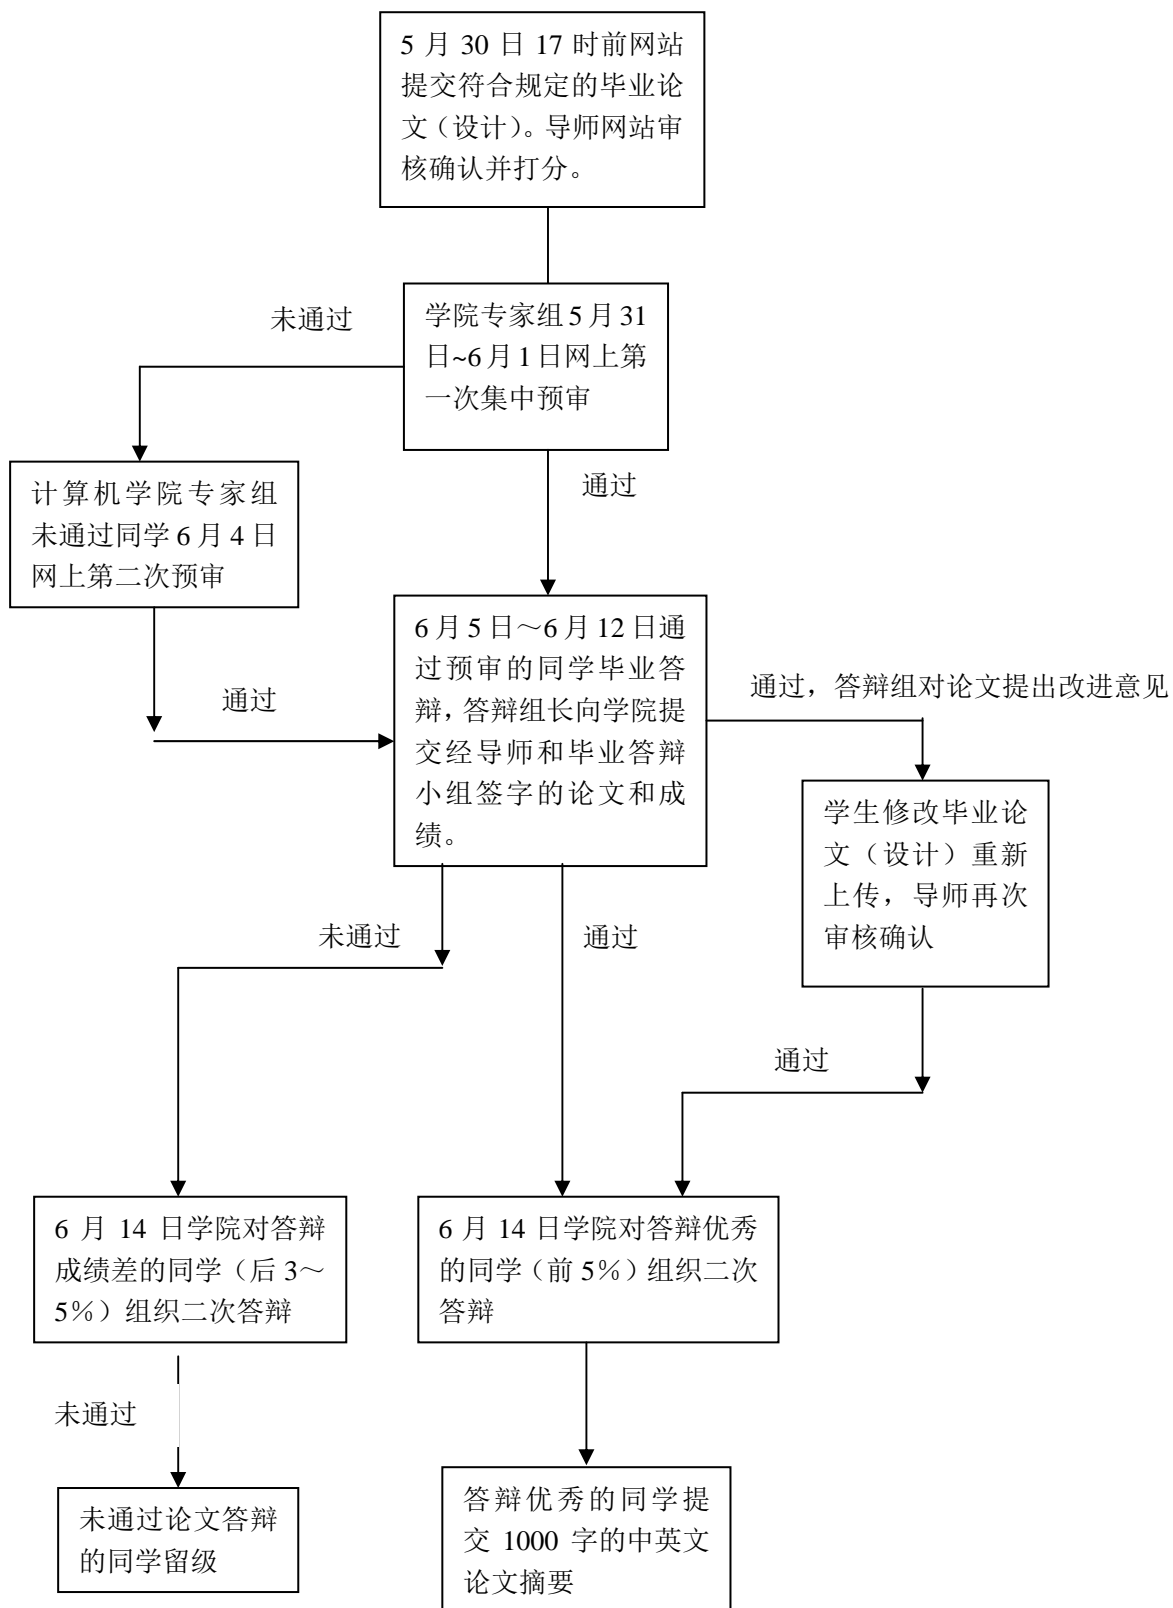 5 月 30 日 17 时前网站
提交符合规定的毕业论
文（设计）。导师网站审
核确认并打分。
未通过
学院专家组 5 月 31
日~6 月 1 日网上第
一次集中预审
通过
计算机学院专家组
未通过同学 6 月 4 日
网上第二次预审
通过
6 月 5 日～6 月 12 日通
过预审的同学毕业答
辩，答辩组长向学院提
交经导师和毕业答辩
小组签字的论文和成
绩。
通过，答辩组对论文提出改进意见
学生修改毕业论
文（设计）重新
上传，导师再次
审核确认
未通过
通过
通过
6 月 14 日学院对答辩
成绩差的同学（后 3～
5%）组织二次答辩
6 月 14 日学院对答辩优秀
的同学（前 5%）组织二次
答辩
未通过
未通过论文答辩
的同学留级
答辩优秀的同学提
交 1000 字的中英文
论文摘要